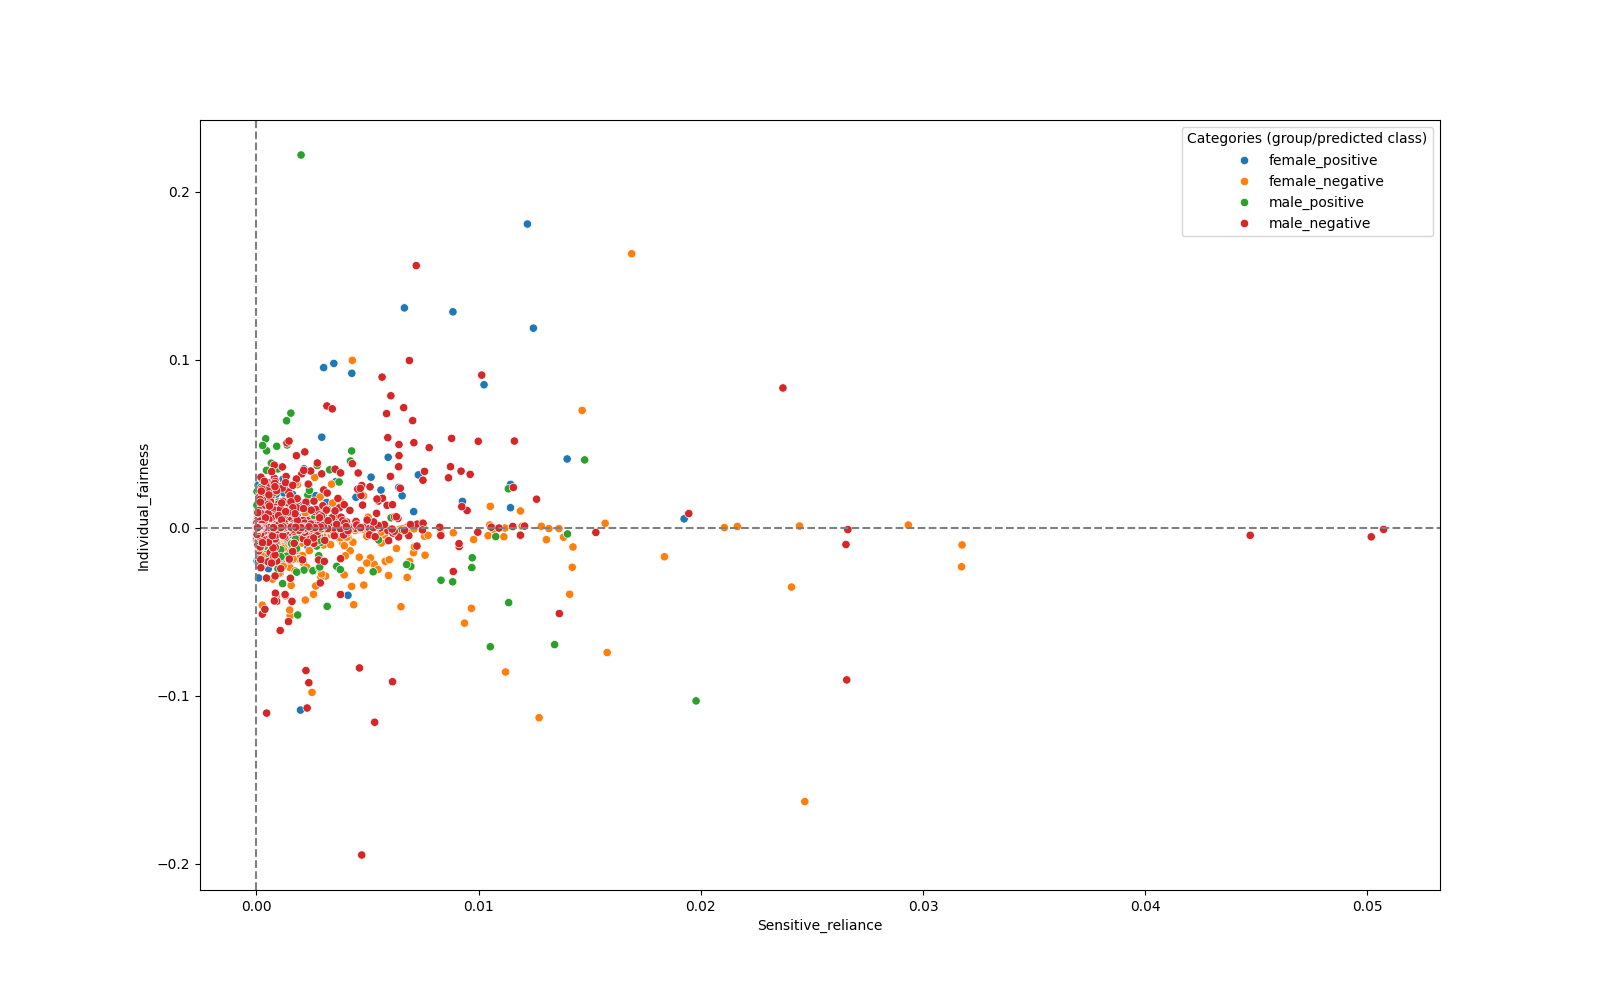 Categories (group/predicted class)
female_positive
female_negative
male_positive
male_negative
0.2
0.1
0.0
−0.1
−0.2
Individual_fairness
0.00 0.01 0.02 0.03 0.04 0.05
Sensitive_reliance